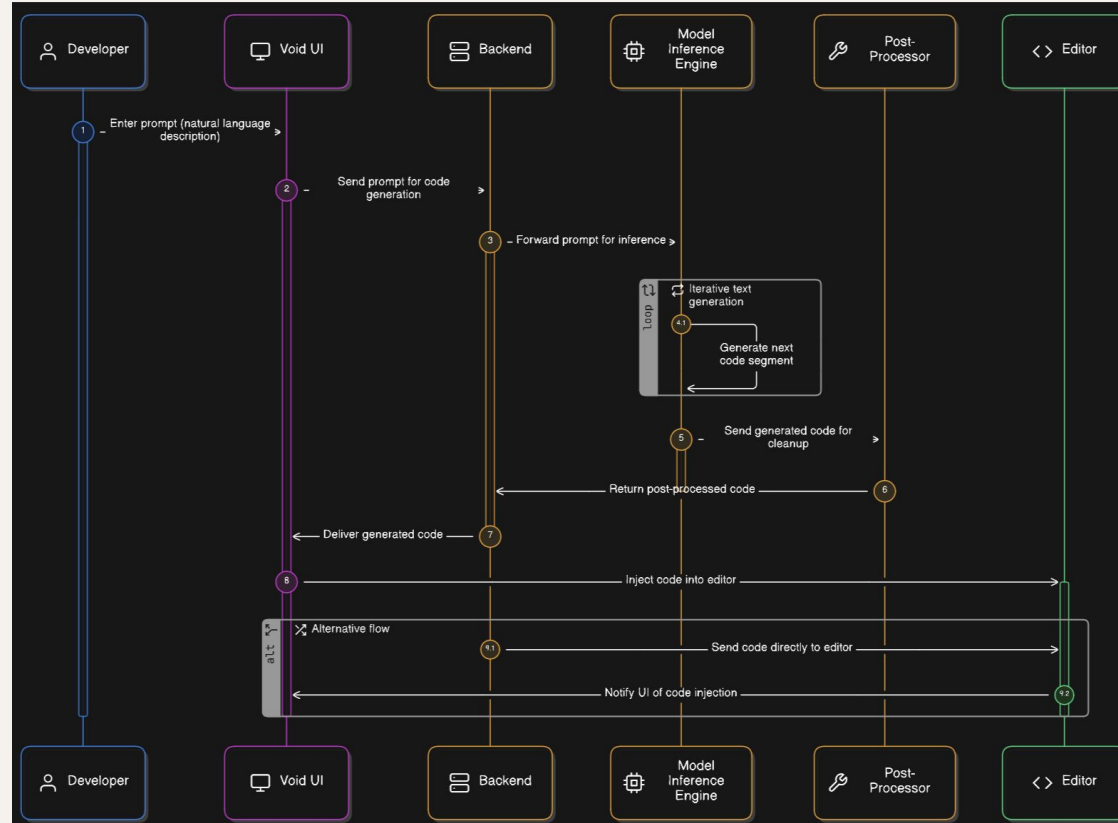 Developer
Void UI
Backend
Model
Inference
Engine
Post-
Processor
Editor
1
Enter prompt (natural language
description)
2
Send prompt for code
generation
3
Forward prompt for inference
loop
Iterative text
generation
4.1
Generate next
code segment
5
Send generated code for
cleanup
Return post-processed code
6
Deliver generated code
7
8
Inject code into editor
alt
Alternative flow
9.1
Send code directly to editor
Notify UI of code injection
9.2
Developer
Void UI
Backend
Model
Inference
Engine
Post-
Processor
Editor